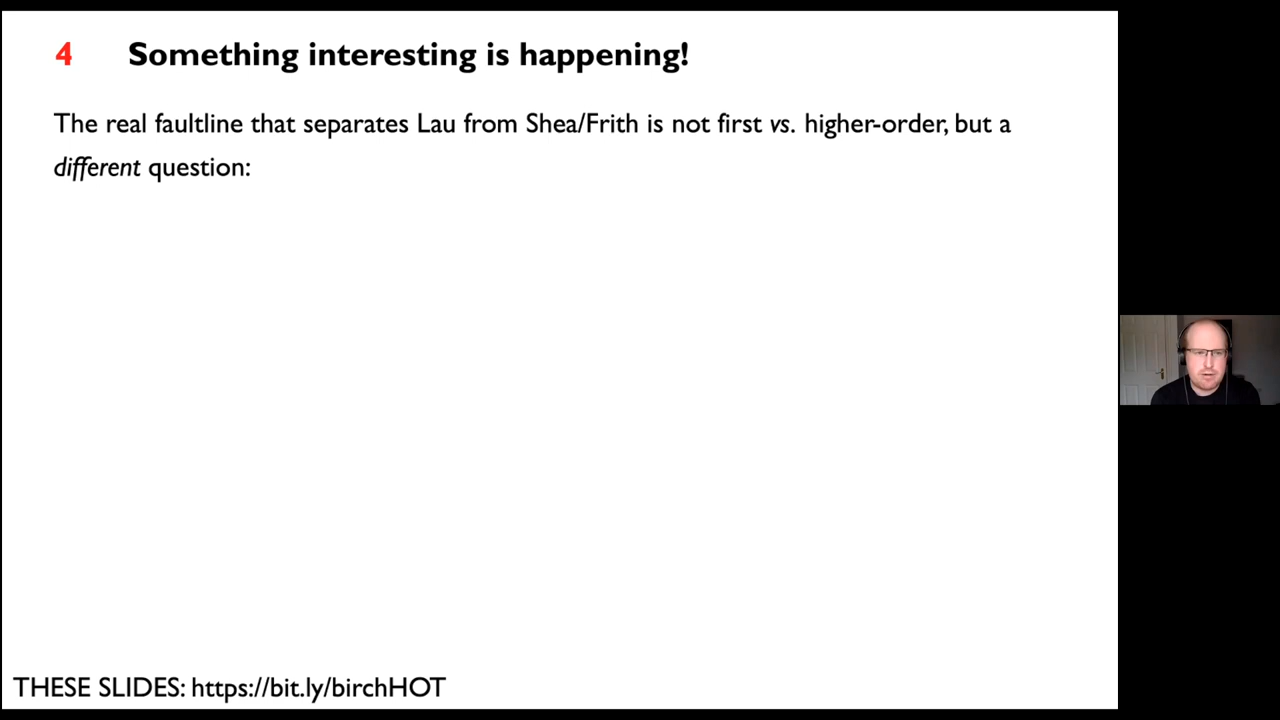 4 Something interesting is happening!
The real faultline that separates Lau from Shea/Frith is not first vs. higher-order, but a
different question:
THESE SLIDES: https://bit.ly/birchHOT